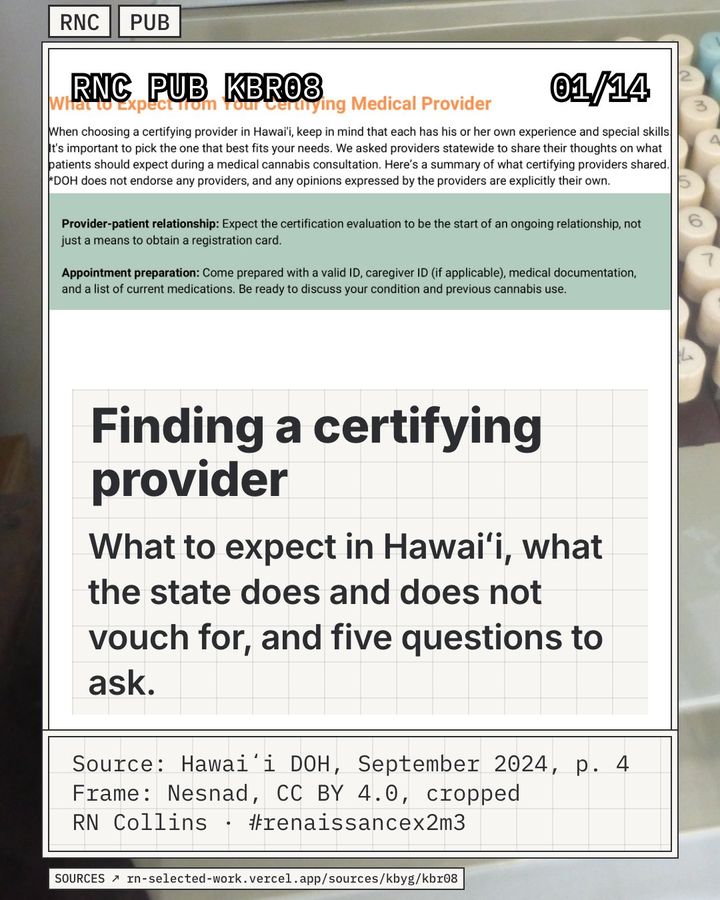 RNC PUB
RNC PUB KBR08 01/14
What to Expect from Your Certifying Medical Provider
When choosing a certifying provider in Hawai'i, keep in mind that each has his or her own experience and special skills.
It's important to pick the one that best fits your needs. We asked providers statewide to share their thoughts on what
patients should expect during a medical cannabis consultation. Here's a summary of what certifying providers shared.
*DOH does not endorse any providers, and any opinions expressed by the providers are explicitly their own.
Provider-patient relationship: Expect the certification evaluation to be the start of an ongoing relationship, not
just a means to obtain a registration card.
Appointment preparation: Come prepared with a valid ID, caregiver ID (if applicable), medical documentation,
and a list of current medications. Be ready to discuss your condition and previous cannabis use.
Finding a certifying
provider
What to expect in Hawaiʻi, what
the state does and does not
vouch for, and five questions to
ask.
Source: Hawaiʻi DOH, September 2024, p. 4
Frame: Nesnad, CC BY 4.0, cropped
RN Collins · #renaissancex2m3
SOURCES ↗ rn-selected-work.vercel.app/sources/kbyg/kbr08
2
3
4
5
6
7